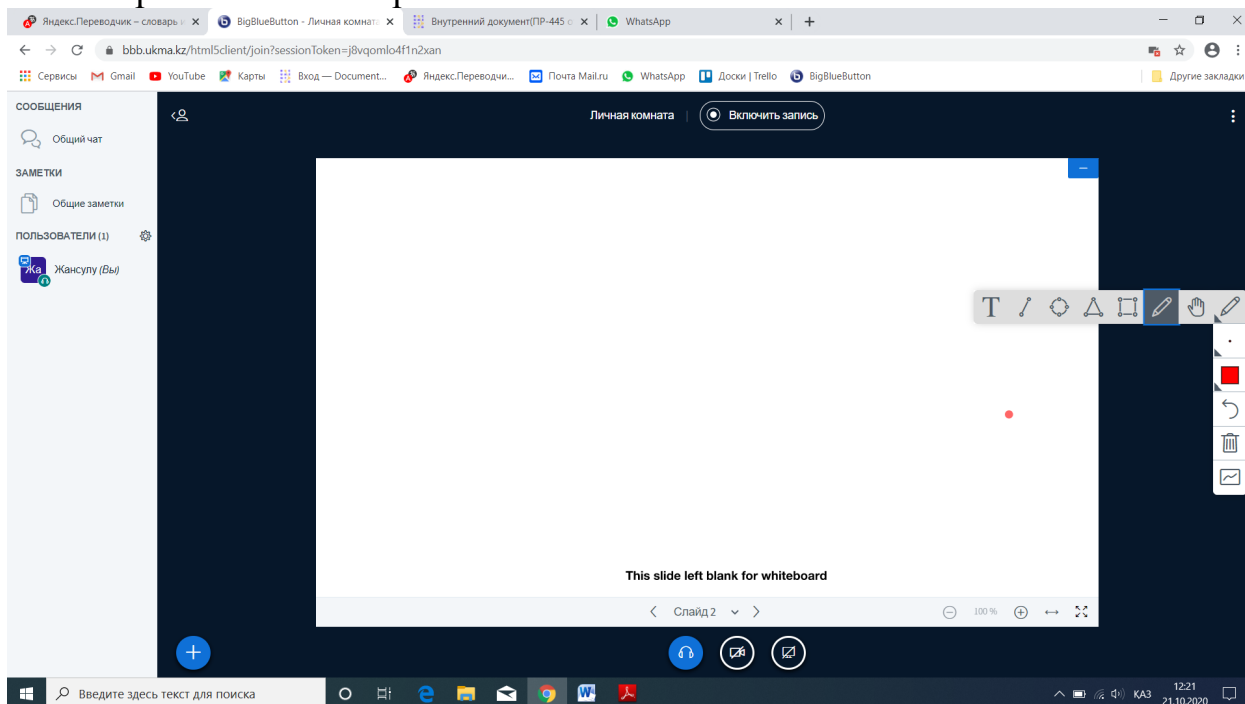 Яндекс.Переводчик – словарь и
BigBlueButton - Личная комната
Внутренний документ(ПР-445 о
WhatsApp
bbb.ukma.kz/html5client/join?sessionToken=j8vqomlo4f1n2xan
Сервисы Gmail YouTube Карты Вход — Document... Яндекс.Переводчи... Почта Mail.ru WhatsApp Доски | Trello BigBlueButton Другие закладки
СООБЩЕНИЯ
Общий чат
ЗАМЕТКИ
Общие заметки
ПОЛЬЗОВАТЕЛИ (1)
Жа Жансулу (Вы)
Личная комната | Включить запись
T
This slide left blank for whiteboard
Слайд 2
100 %
Введите здесь текст для поиска
ҚАЗ
12:21
21.10.2020